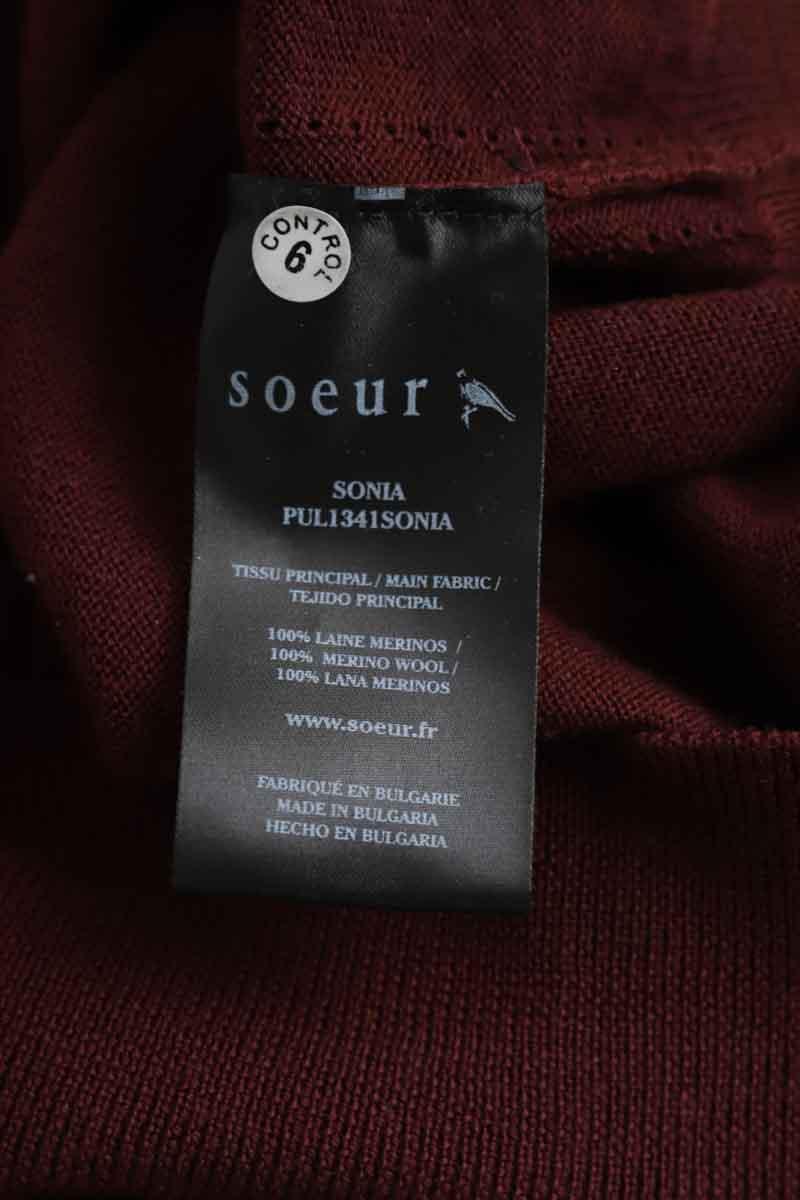 CONTROL
6
soeur
SONIA
PUL1341SONIA
TISSU PRINCIPAL / MAIN FABRIC /
TEJIDO PRINCIPAL
100% LAINE MERINOS /
100% MERINO WOOL /
100% LANA MERINOS
www.soeur.fr
FABRIQUÉ EN BULGARIE
MADE IN BULGARIA
HECHO EN BULGARIA